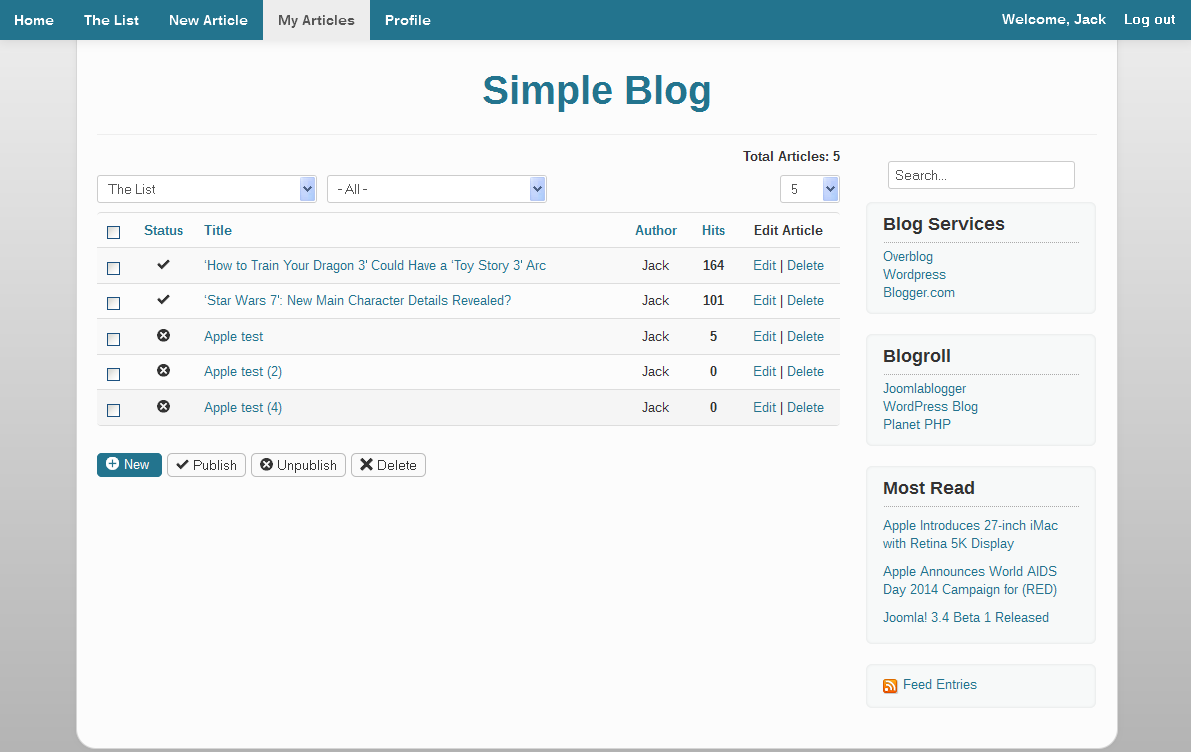 Home The List New Article My Articles Profile Welcome, Jack Log out
Simple Blog
Total Articles: 5
The List - All - 5
Status Title Author Hits Edit Article
‘How to Train Your Dragon 3' Could Have a ‘Toy Story 3' Arc Jack 164 Edit | Delete
‘Star Wars 7': New Main Character Details Revealed? Jack 101 Edit | Delete
Apple test Jack 5 Edit | Delete
Apple test (2) Jack 0 Edit | Delete
Apple test (4) Jack 0 Edit | Delete
New Publish Unpublish Delete
Search...
Blog Services
Overblog
Wordpress
Blogger.com
Blogroll
Joomlablogger
WordPress Blog
Planet PHP
Most Read
Apple Introduces 27-inch iMac
with Retina 5K Display
Apple Announces World AIDS
Day 2014 Campaign for (RED)
Joomla! 3.4 Beta 1 Released
Feed Entries